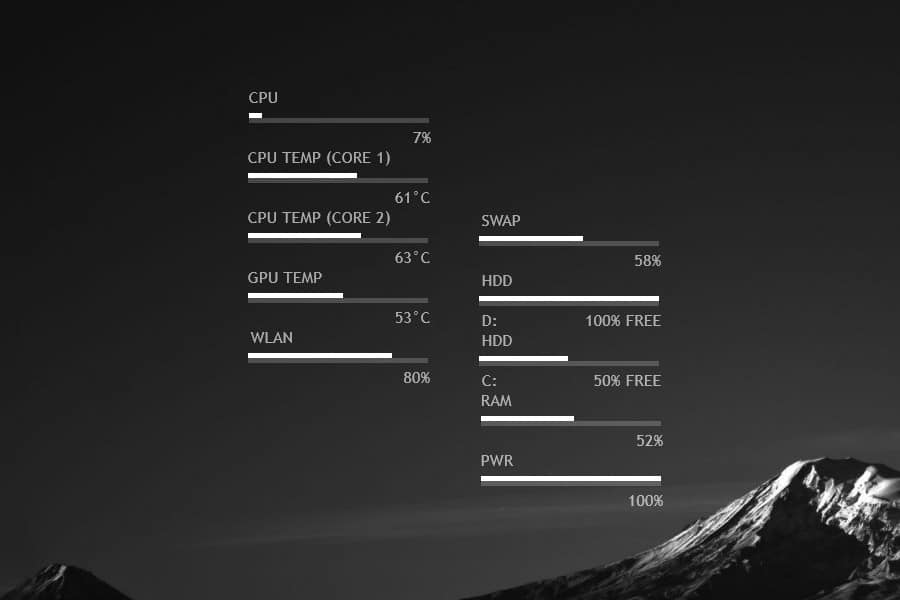 CPU
7%
CPU TEMP (CORE 1)
61°C
CPU TEMP (CORE 2)
63°C
GPU TEMP
53°C
WLAN
80%
SWAP
58%
HDD
D: 100% FREE
HDD
C: 50% FREE
RAM
52%
PWR
100%